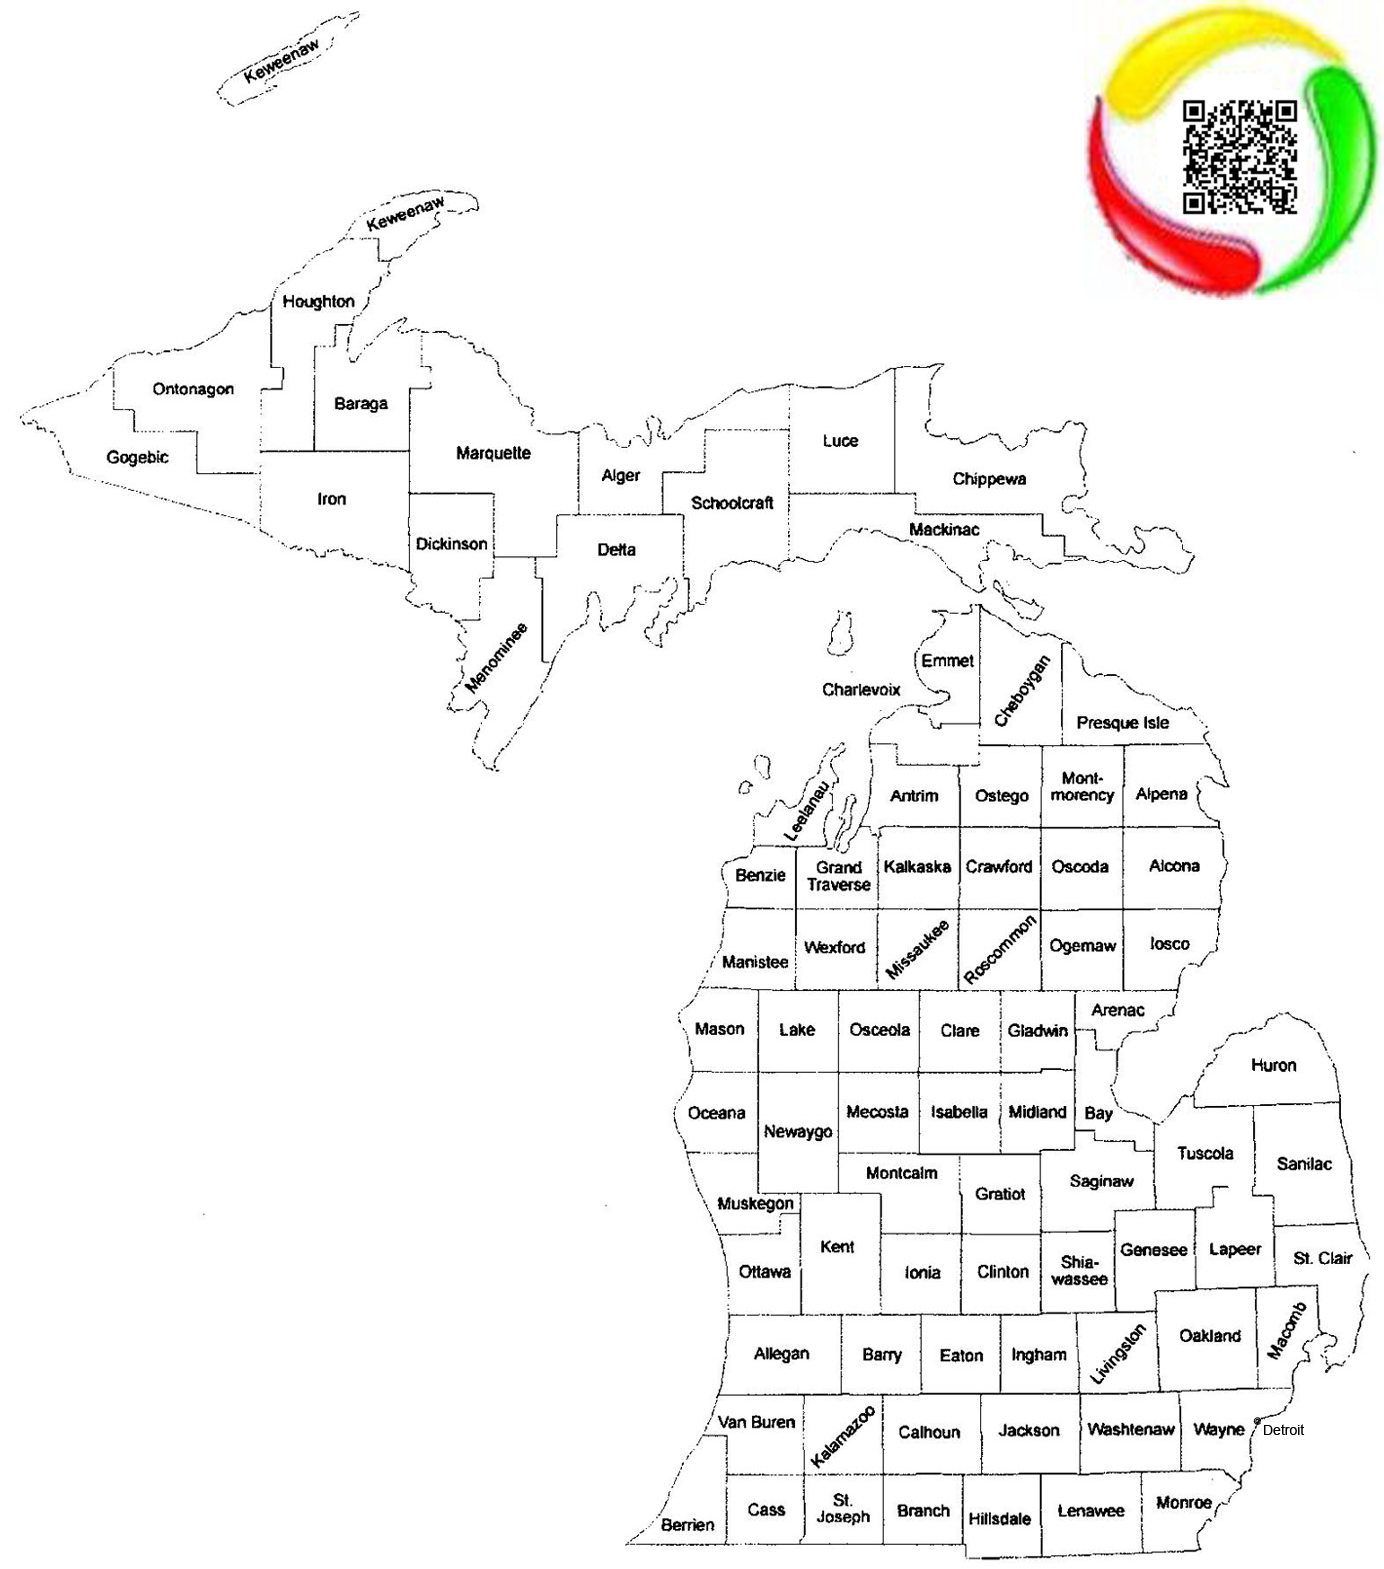 Keweenaw
Keweenaw
Houghton
Ontonagon
Baraga
Gogebic
Marquette
Iron
Alger
Luce
Chippewa
Schoolcraft
Mackinac
Dickinson
Delta
Menominee
Emmet
Charlevoix
Cheboygan
Presque Isle
Leelanau
Antrim
Ostego
Mont-
morency
Alpena
Benzie
Grand
Traverse
Kalkaska
Crawford
Oscoda
Alcona
Manistee
Wexford
Missaukee
Roscommon
Ogemaw
Iosco
Arenac
Mason
Lake
Osceola
Clare
Gladwin
Huron
Oceana
Newaygo
Mecosta
Isabella
Midland
Bay
Tuscola
Sanilac
Montcalm
Gratiot
Saginaw
Muskegon
Kent
Ottawa
Ionia
Clinton
Shia-
wassee
Genesee
Lapeer
St. Clair
Allegan
Barry
Eaton
Ingham
Livingston
Oakland
Macomb
Van Buren
Kalamazoo
Calhoun
Jackson
Washtenaw
Wayne
Detroit
Berrien
Cass
St.
Joseph
Branch
Hillsdale
Lenawee
Monroe